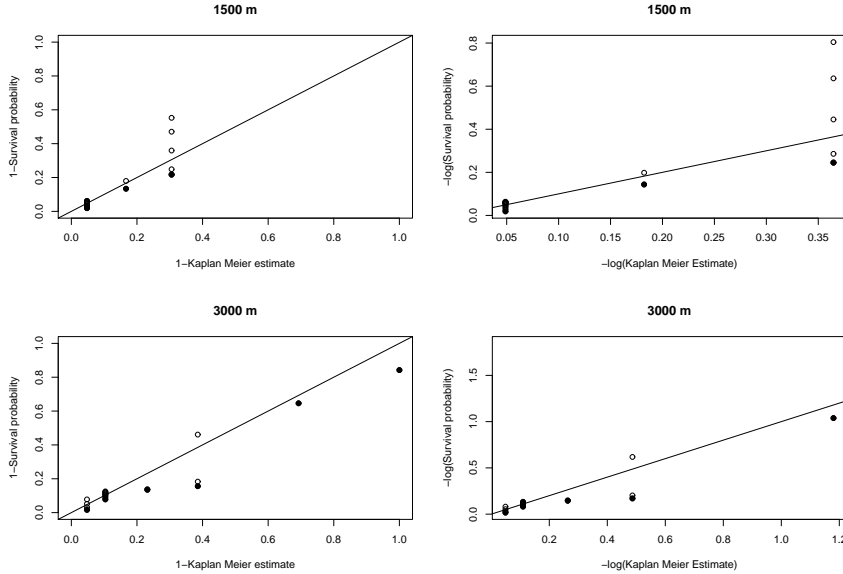 1500 m
1−Survival probability
1.0
0.8
0.6
0.4
0.2
0.0
0.0 0.2 0.4 0.6 0.8 1.0
1−Kaplan Meier estimate
1500 m
−log(Survival probability)
0.8
0.6
0.4
0.2
0.0
0.05 0.10 0.15 0.20 0.25 0.30 0.35
−log(Kaplan Meier Estimate)
3000 m
1−Survival probability
1.0
0.8
0.6
0.4
0.2
0.0
0.0 0.2 0.4 0.6 0.8 1.0
1−Kaplan Meier estimate
3000 m
−log(Survival probability)
1.5
1.0
0.5
0.0
0.2 0.4 0.6 0.8 1.0 1.2
−log(Kaplan Meier Estimate)